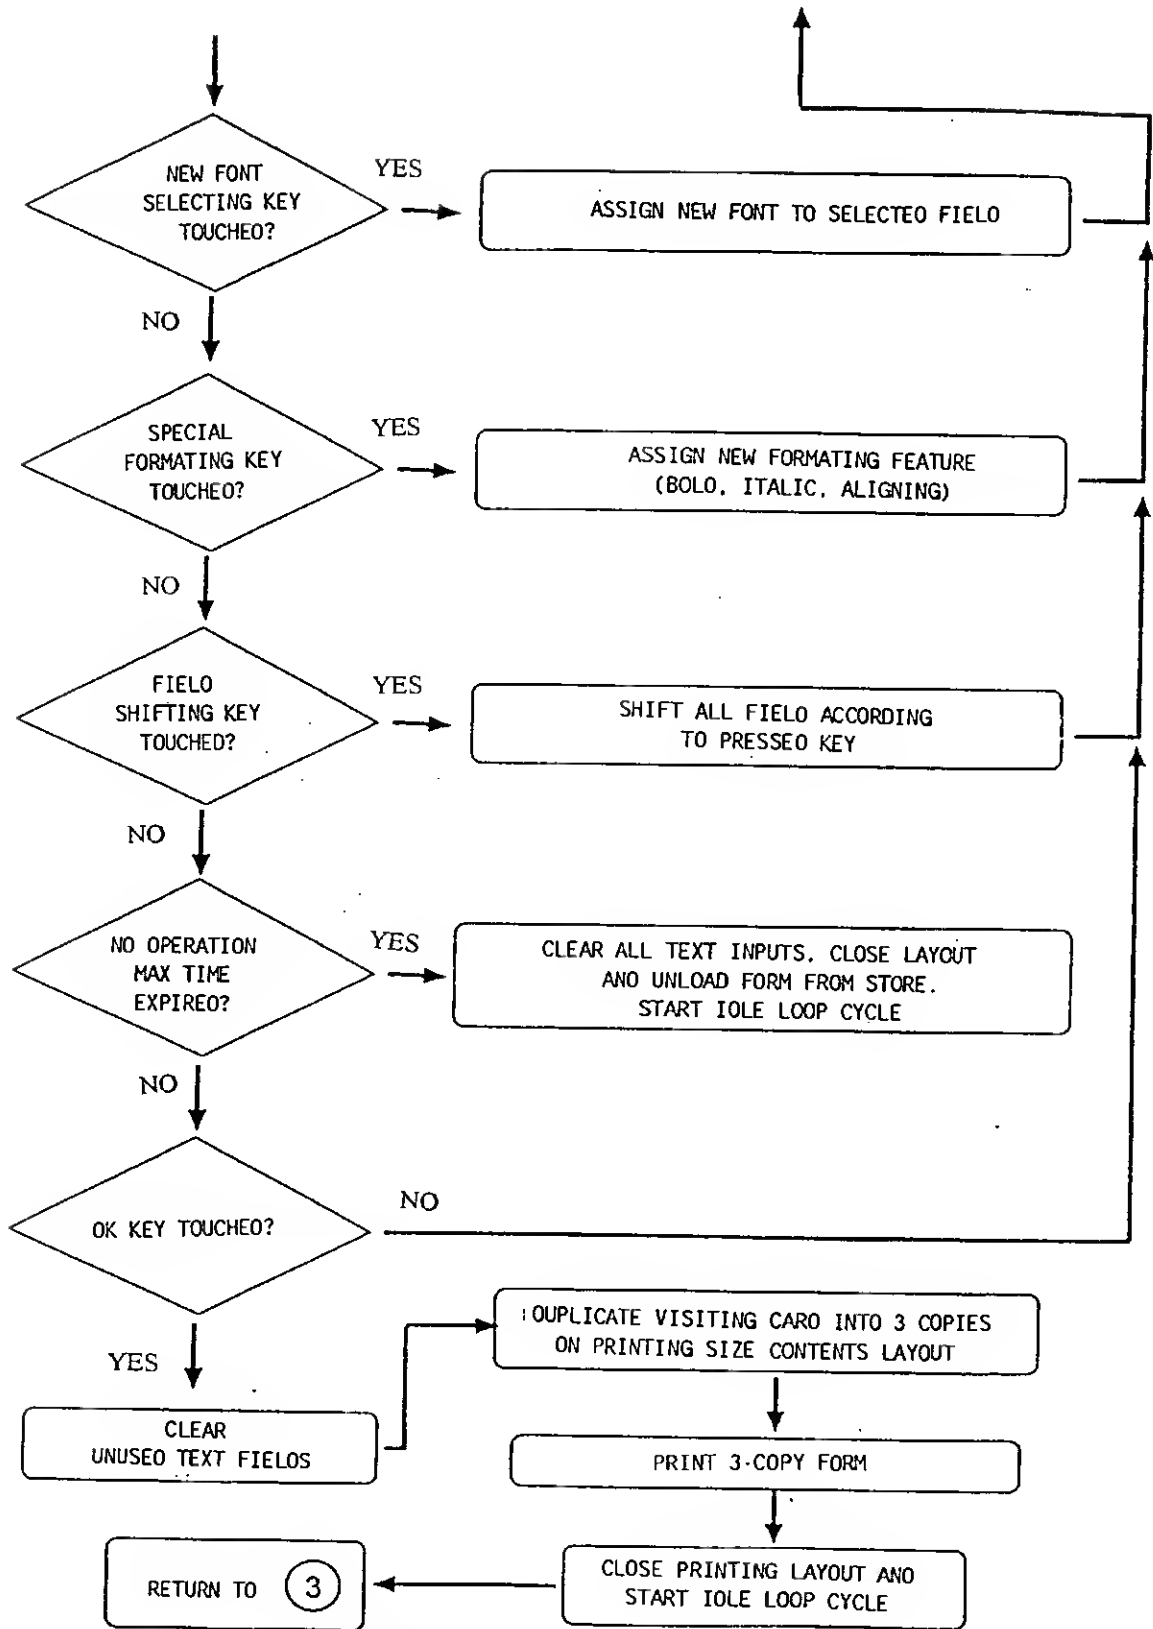 NEW FONT
SELECTING KEY
TOUCHEO?
YES
ASSIGN NEW FONT TO SELECTEO FIELO
NO
SPECIAL
FORMATING KEY
TOUCHEO?
YES
ASSIGN NEW FORMATING FEATURE
(BOLO, ITALIC, ALIGNING)
NO
FIELO
SHIFTING KEY
TOUCHED?
YES
SHIFT ALL FIELO ACCORDING
TO PRESSEO KEY
NO
NO OPERATION
MAX TIME
EXPIREO?
YES
CLEAR ALL TEXT INPUTS, CLOSE LAYOUT
AND UNLOAD FORM FROM STORE.
START IOLE LOOP CYCLE
NO
OK KEY TOUCHEO?
NO
YES
CLEAR
UNUSEO TEXT FIELOS
OUPLICATE VISITING CARO INTO 3 COPIES
ON PRINTING SIZE CONTENTS LAYOUT
PRINT 3-COPY FORM
CLOSE PRINTING LAYOUT ANO
START IOLE LOOP CYCLE
RETURN TO 3